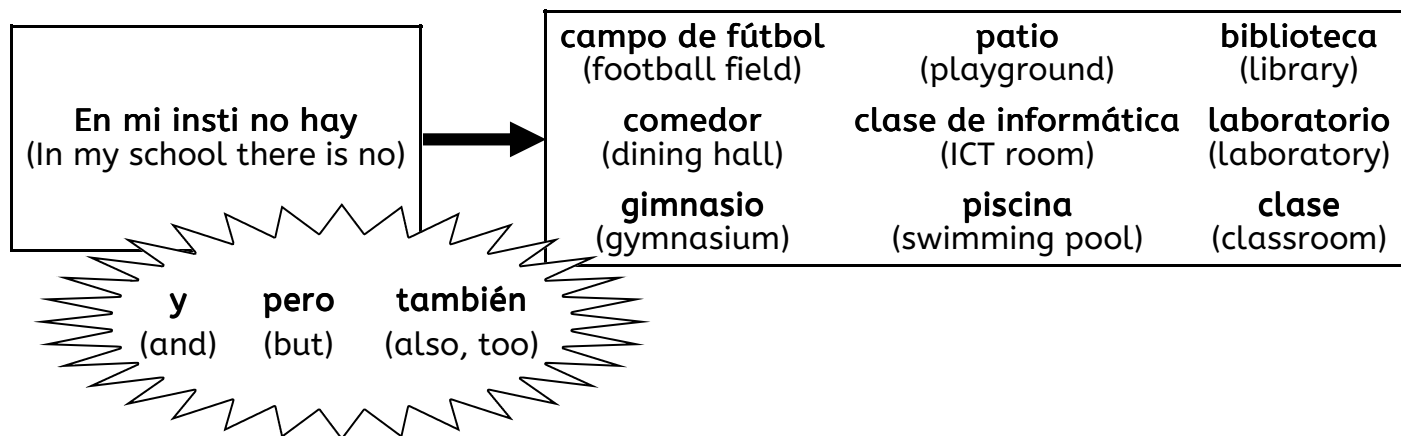 En mi insti no hay
(In my school there is no)
campo de fútbol patio biblioteca
(football field) (playground) (library)
comedor clase de informática laboratorio
(dining hall) (ICT room) (laboratory)
gimnasio piscina clase
(gymnasium) (swimming pool) (classroom)
y pero también
(and) (but) (also, too)